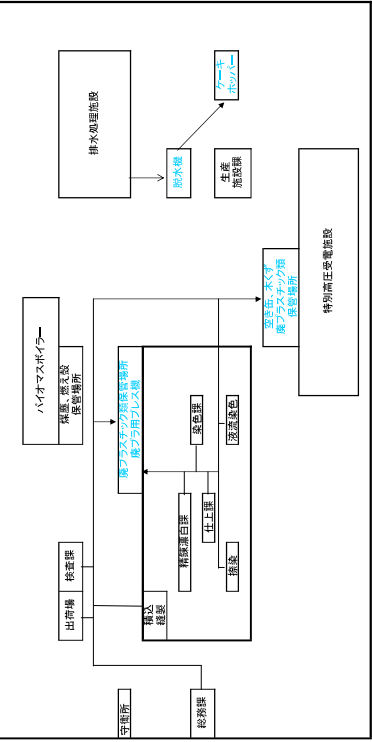 排水処理施設
脱水機
ケーキ
ホッパー
生産
施設課
特別高圧受電施設
空き缶、木くず
廃プラスチック類
保管場所
バイオマスボイラー
煤塵、燃え殻
保管場所
廃プラスチック類保管場所
廃プラ用プレス機
染色課
液流染色
精錬漂白課
仕上課
捺染
検査課
出荷場
積込
縫製
守衛所
総務課